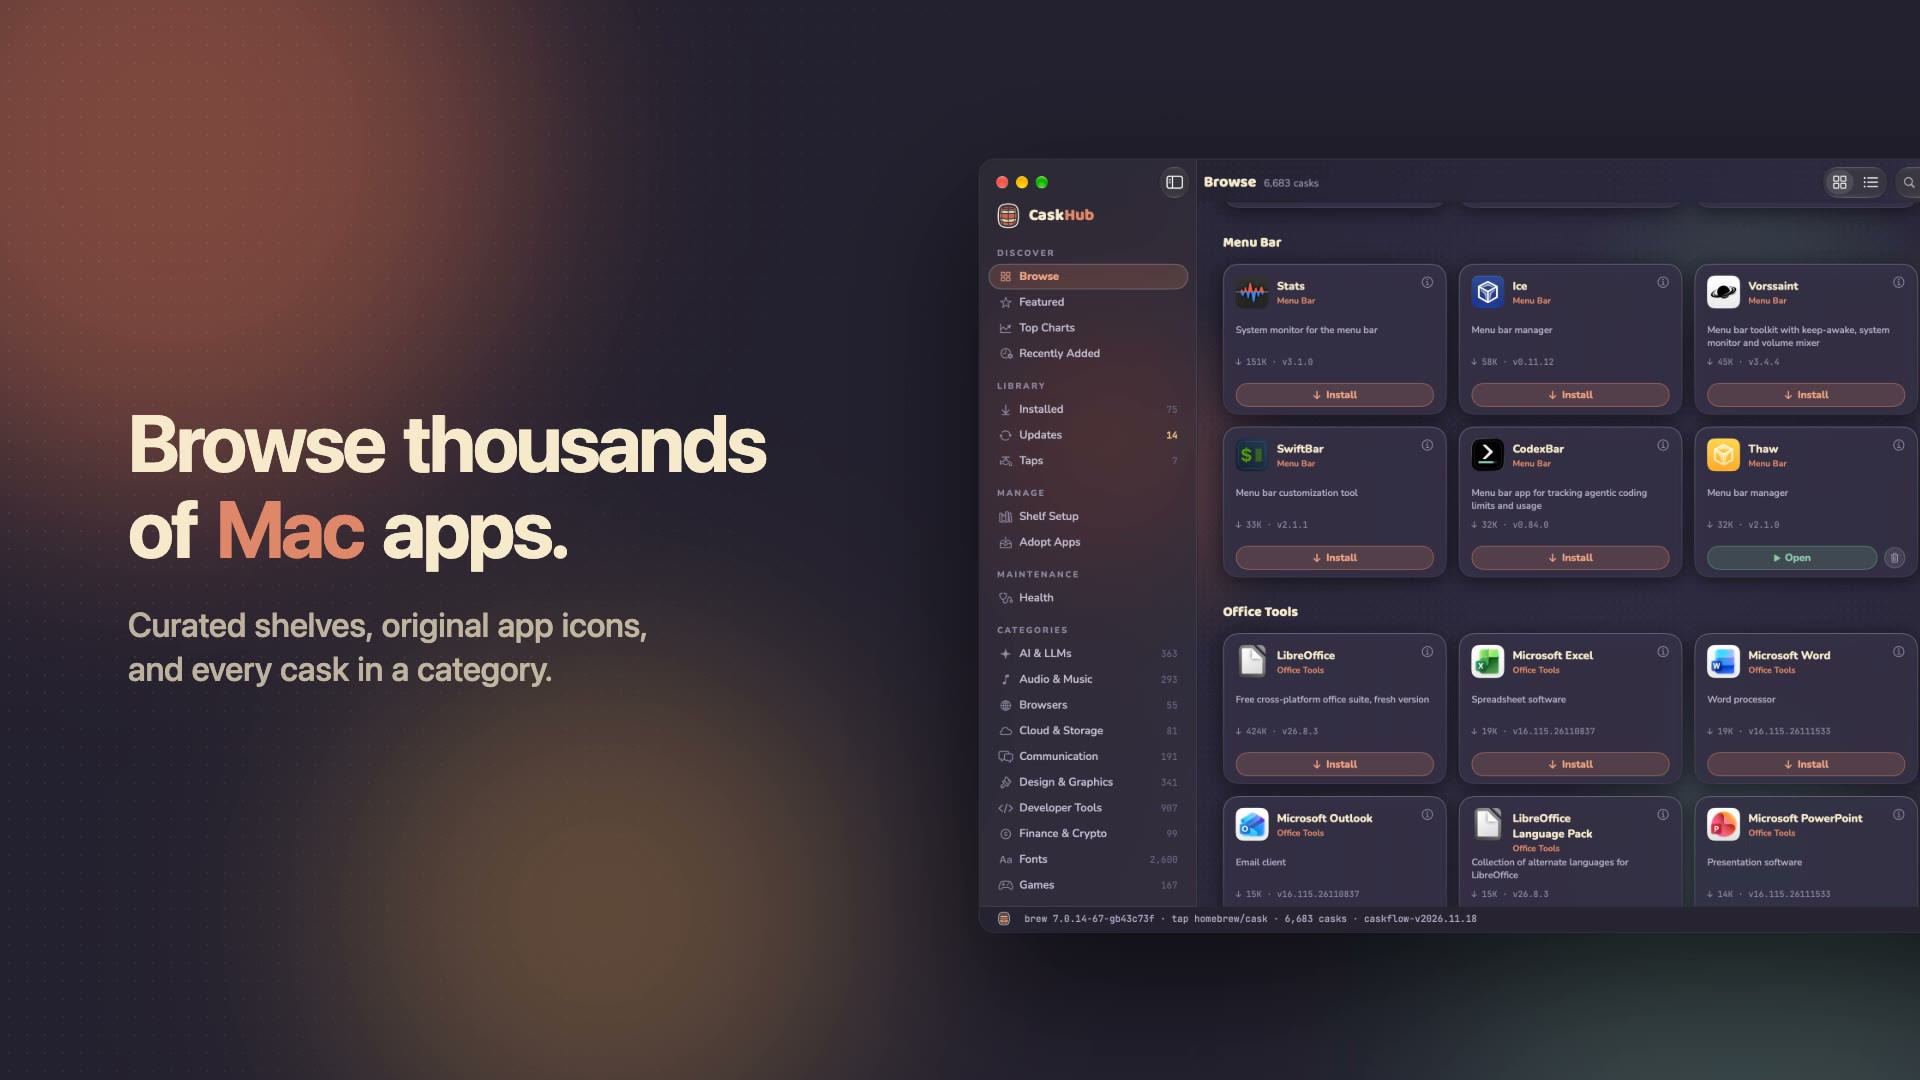 Browse thousands
of Mac apps.
Curated shelves, original app icons,
and every cask in a category.
CaskHub
DISCOVER
Browse
Featured
Top Charts
Recently Added
LIBRARY
Installed 75
Updates 14
Taps 7
MANAGE
Shelf Setup
Adopt Apps
MAINTENANCE
Health
CATEGORIES
AI & LLMs 363
Audio & Music 293
Browsers 55
Cloud & Storage 81
Communication 191
Design & Graphics 341
Developer Tools 907
Finance & Crypto 99
Aa Fonts 2,600
Games 167
Browse 6,683 casks
Menu Bar
Stats
Menu Bar
System monitor for the menu bar
↓ 151K · v3.1.0
↓ Install
Ice
Menu Bar
Menu bar manager
↓ 58K · v0.11.12
↓ Install
Vorssaint
Menu Bar
Menu bar toolkit with keep-awake, system
monitor and volume mixer
↓ 45K · v3.4.4
↓ Install
SwiftBar
Menu Bar
Menu bar customization tool
↓ 33K · v2.1.1
↓ Install
CodexBar
Menu Bar
Menu bar app for tracking agentic coding
limits and usage
↓ 32K · v0.84.0
↓ Install
Thaw
Menu Bar
Menu bar manager
↓ 32K · v2.1.0
Open
Office Tools
LibreOffice
Office Tools
Free cross-platform office suite, fresh version
↓ 424K · v26.8.3
↓ Install
Microsoft Excel
Office Tools
Spreadsheet software
↓ 19K · v16.115.26110837
↓ Install
Microsoft Word
Office Tools
Word processor
↓ 19K · v16.115.26111533
↓ Install
Microsoft Outlook
Office Tools
Email client
↓ 15K · v16.115.26110837
LibreOffice
Language Pack
Office Tools
Collection of alternate languages for
LibreOffice
↓ 15K · v26.8.3
Microsoft PowerPoint
Office Tools
Presentation software
↓ 14K · v16.115.26111533
brew 7.0.14-67-gb43c73f · tap homebrew/cask · 6,683 casks · caskflow-v2026.11.18